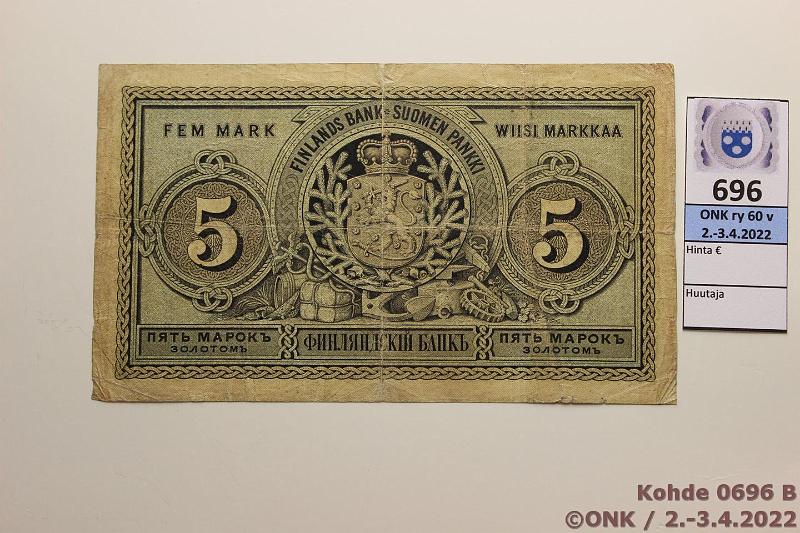 FINLANDS BANK = SUOMEN PANKKI
FEM MARK
WIISI MARKKAA
5
5
ПЯТЬ МАРОКЪ
ЗОЛОТОМЪ
ФИНЛЯНДСКІЙ БАНКЪ
ПЯТЬ МАРОКЪ
ЗОЛОТОМЪ
696
ONK ry 60 v
2.-3.4.2022
Hinta €
Huutaja
Kohde 0696 B
©ONK / 2.-3.4.2022